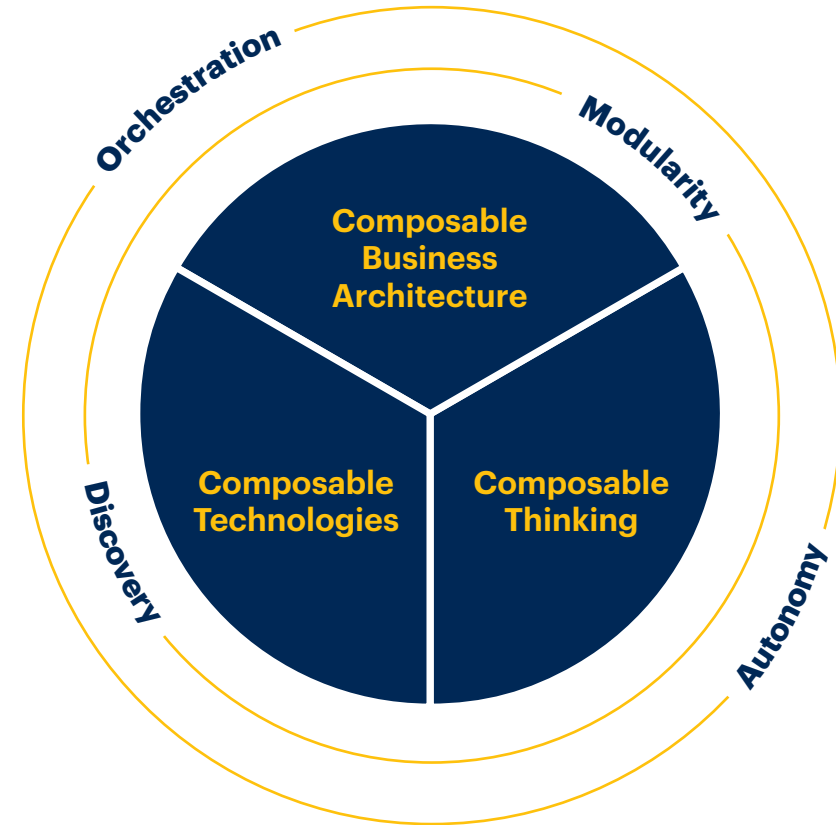 Orchestration
Modularity
Composable
Business
Architecture
Composable
Technologies
Composable
Thinking
Discovery
Autonomy